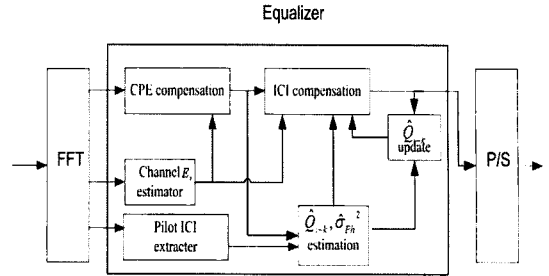 Equalizer
FFT
CPE compensation
ICI compensation
Q̂
update
P/S
Channel E
estimator
Pilot ICI
extracter
estimation